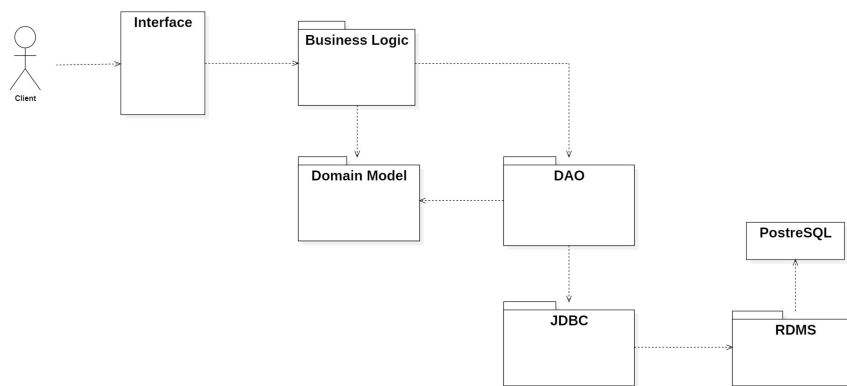 Interface
Business Logic
Client
Domain Model
DAO
PostreSQL
JDBC
RDMS